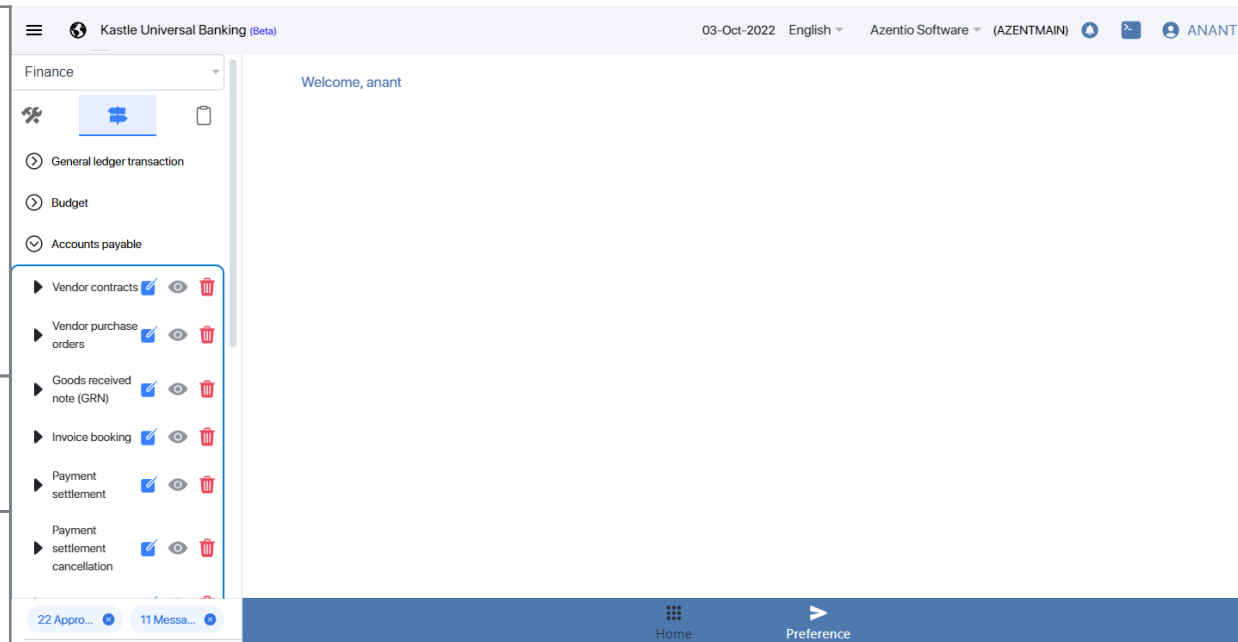 Kastle Universal Banking (Beta)
03-Oct-2022 English Azentio Software (AZENTMAIN) ANANT
Finance
Welcome, anant
General ledger transaction
Budget
Accounts payable
Vendor contracts
Vendor purchase
orders
Goods received
note (GRN)
Invoice booking
Payment
settlement
Payment
settlement
cancellation
22 Appro... 11 Messa...
Home Preference